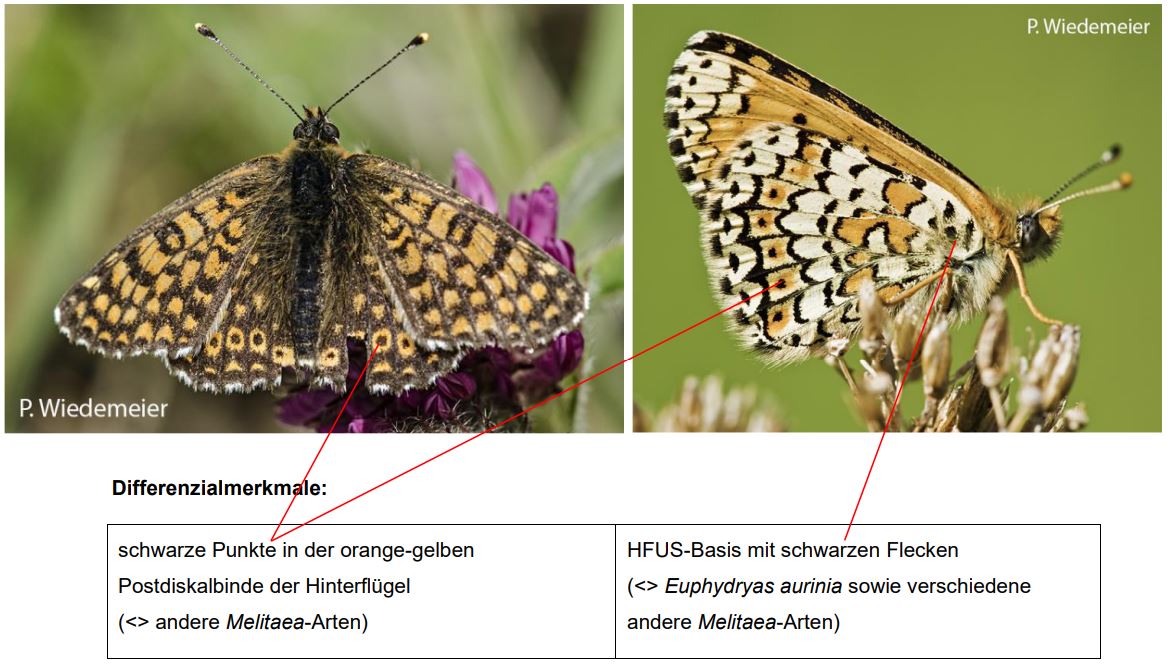 P. Wiedemeier
P. Wiedemeier
Differenzialmerkmale:
schwarze Punkte in der orange-gelben
Postdiskalbinde der Hinterflügel
(<> andere Melitaea-Arten)
HFUS-Basis mit schwarzen Flecken
(<> Euphydryas aurinia sowie verschiedene
andere Melitaea-Arten)